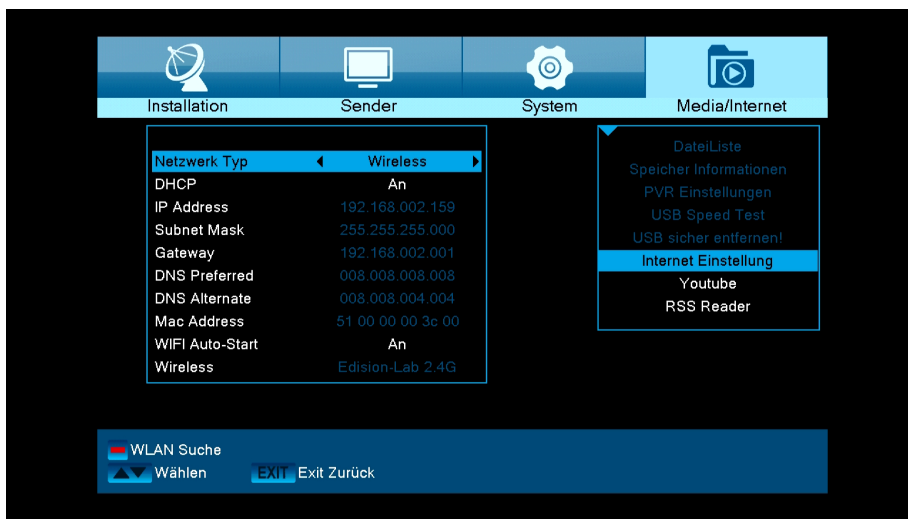 Installation Sender System Media/Internet
Netzwerk Typ Wireless
DHCP An
IP Address 192.168.002.159
Subnet Mask 255.255.255.000
Gateway 192.168.002.001
DNS Preferred 008.008.008.008
DNS Alternate 008.008.004.004
Mac Address 51 00 00 00 3c 00
WIFI Auto-Start An
Wireless Edision-Lab 2.4G
DateiListe
Speicher Informationen
PVR Einstellungen
USB Speed Test
USB sicher entfernen!
Internet Einstellung
Youtube
RSS Reader
WLAN Suche
Wählen EXIT Exit Zurück